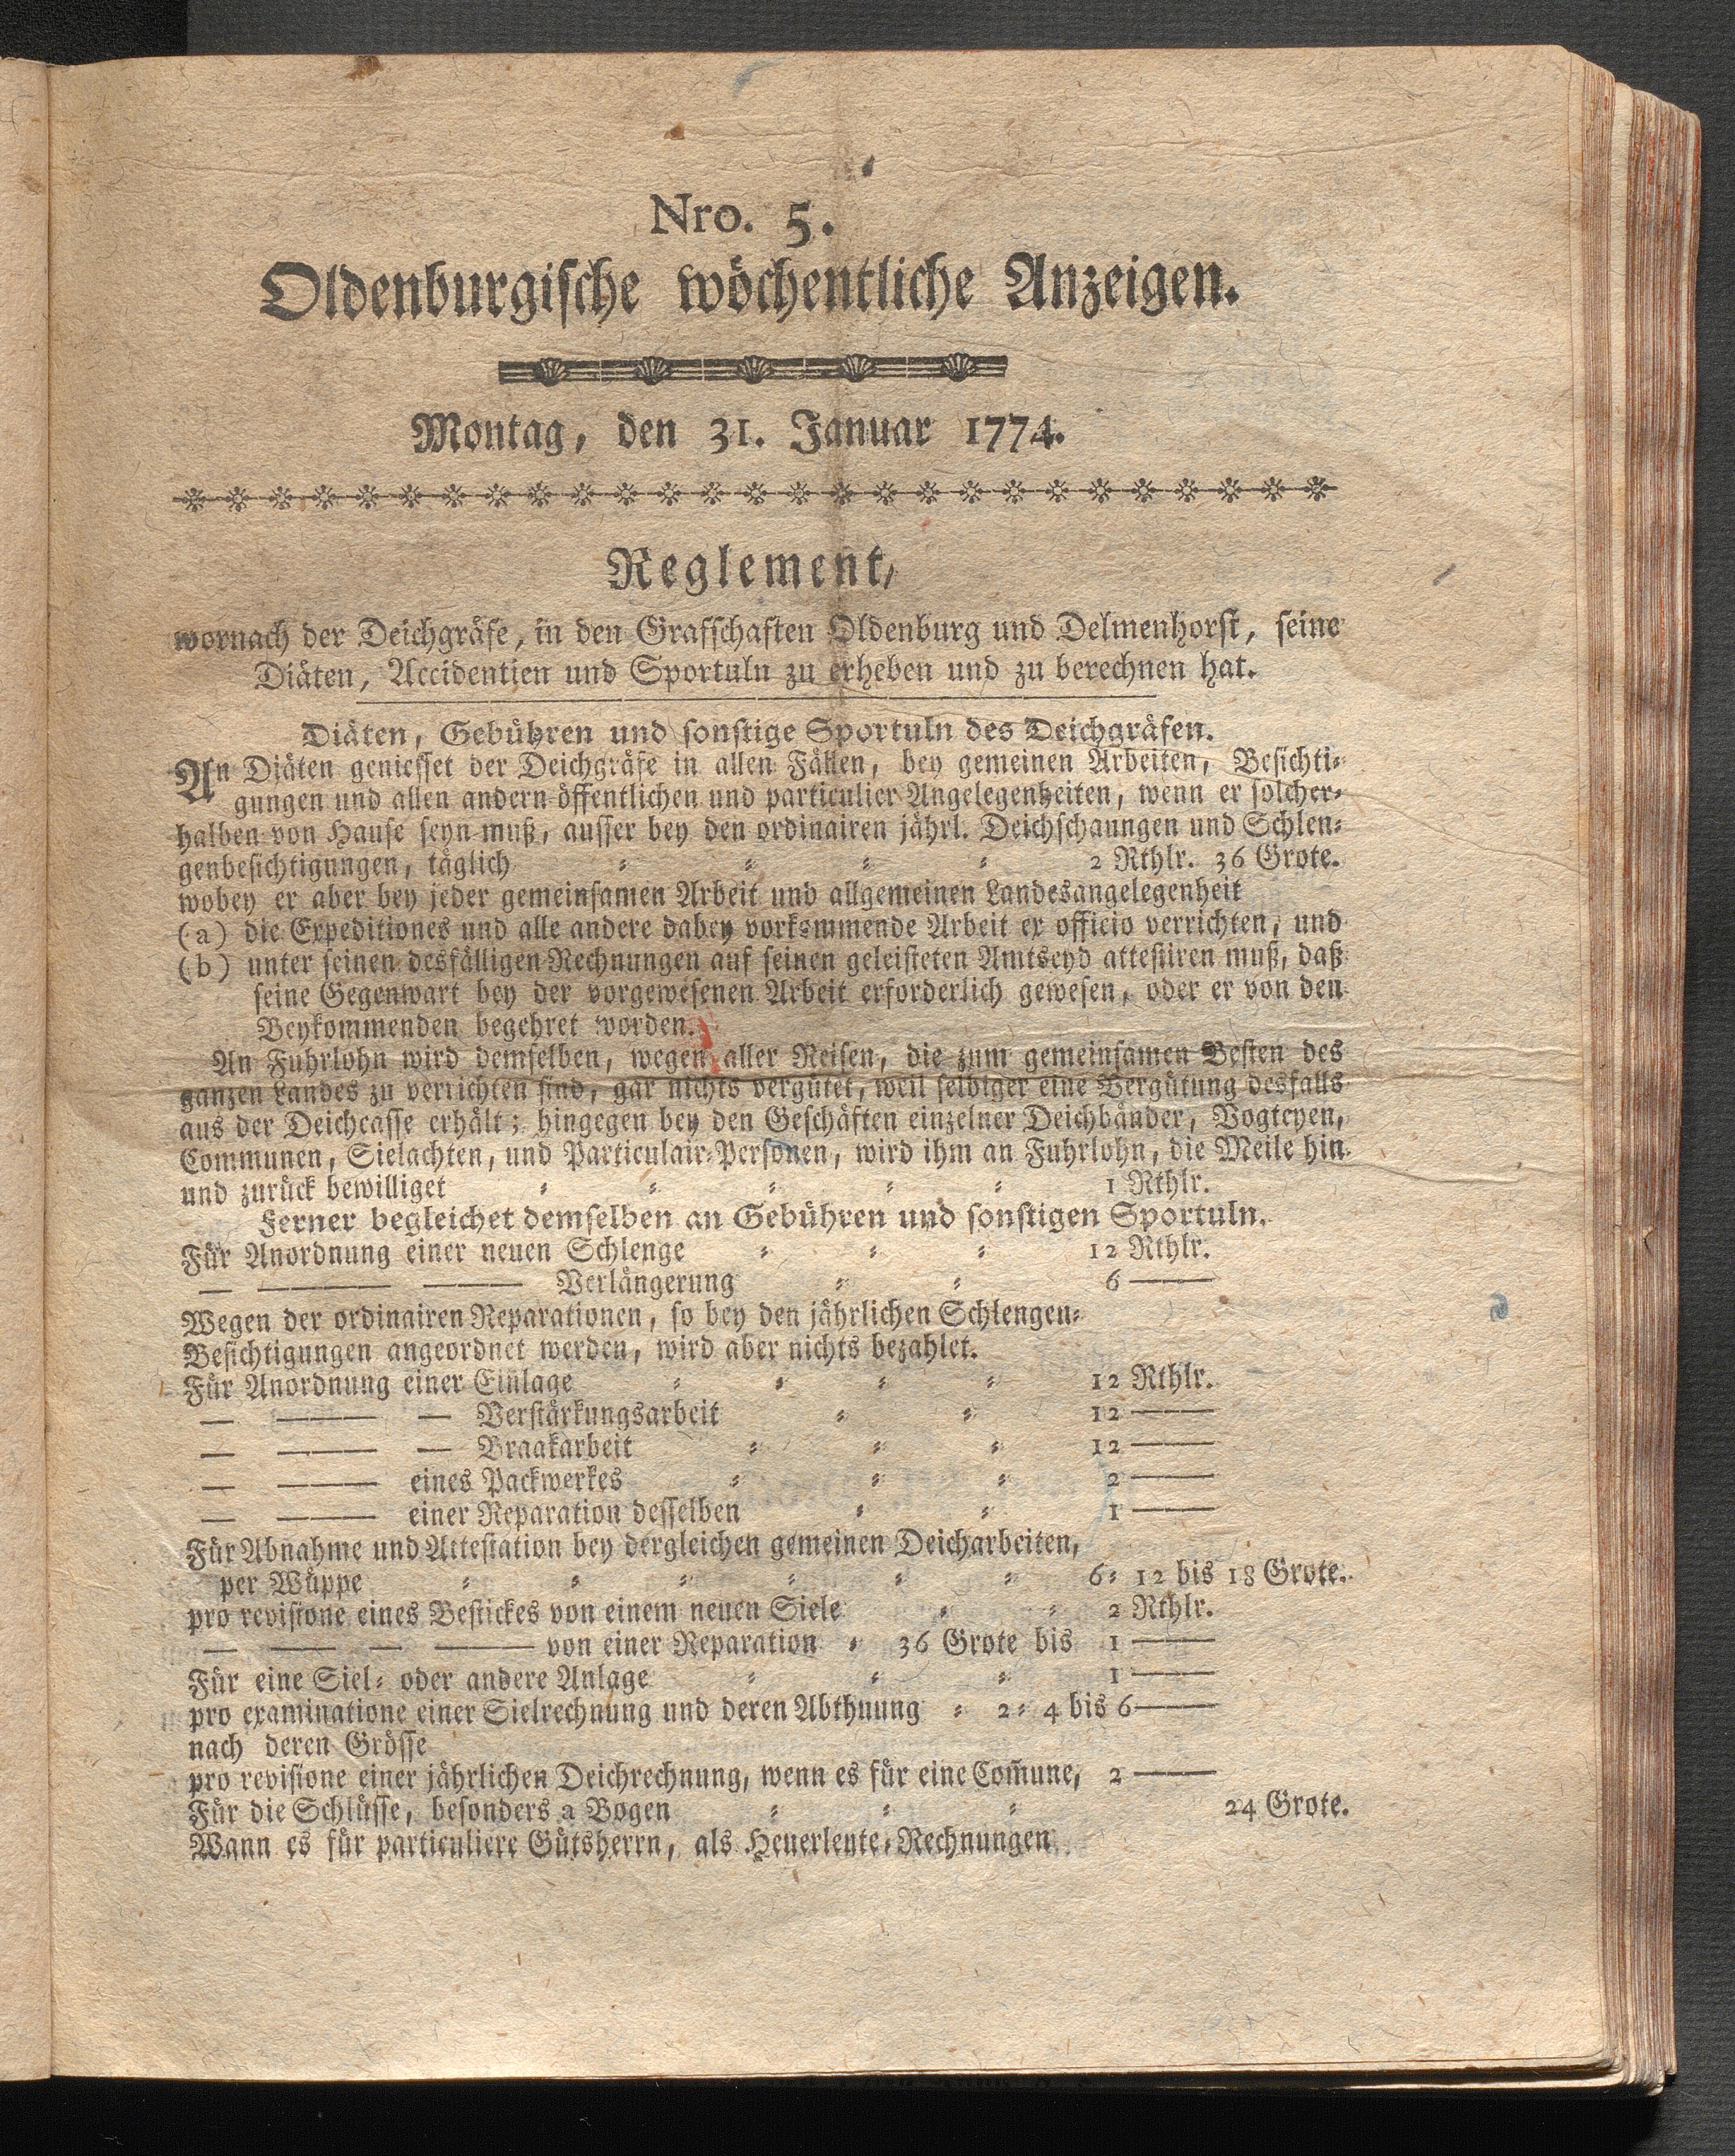 Nro. 5.
Oldenburgische wöchentliche Anzeigen.
Montag, den 31. Januar 1774.
Reglement,
wornach der Deichgräfe, in den Grafschaften Oldenburg und Delmenhorst, seine
Diäten, Accidentien und Sportuln zu erheben und zu berechnen hat.
Diäten, Gebühren und sonstige Sportuln des Deichgräfen.
An Diäten geniesset der Deichgräfe in allen Fällen, bey gemeinen Arbeiten, Besichti-
gungen und allen andern öffentlichen und particulier Angelegenheiten, wenn er solcher-
halben von Hause seyn muß, ausser bey den ordinairen jährl. Deichschauungen und Schlen-
genbesichtigungen, täglich = = = = 2 Rthlr. 36 Grote.
wobey er aber bey jeder gemeinsamen Arbeit und allgemeinen Landesangelegenheit
(a) die Expeditiones und alle andere dabey vorkommende Arbeit ex officio verrichten, und
(b) unter seinen desfälligen Rechnungen auf seinen geleisteten Amtseyd attestiren muß, daß
seine Gegenwart bey der vorgewesenen Arbeit erforderlich gewesen, oder er von den
Beykommenden begehret worden.
An Fuhrlohn wird demselben, wegen aller Reisen, die zum gemeinsamen Besten des
ganzen Landes zu verrichten sind, gar nichts vergütet, weil selbiger eine Vergütung desfalls
aus der Deichcasse erhält; hingegen bey den Geschäften einzelner Deichbänder, Vogteyen,
Communen, Sielachten, und Particulair-Personen, wird ihm an Fuhrlohn, die Meile hin
und zurück bewilliget = = = = = 1 Rthlr.
Ferner begleichet demselben an Gebühren und sonstigen Sportuln.
Für Anordnung einer neuen Schlenge = = = 12 Rthlr.
— ——— ——— Verlängerung = = 6 ——
Wegen der ordinairen Reparationen, so bey den jährlichen Schlengen-
Besichtigungen angeordnet werden, wird aber nichts bezahlet.
Für Anordnung einer Einlage = = = = 12 Rthlr.
— ——— — Verstärkungsarbeit = = 12 ——
— ——— — Braakarbeit = = = 12 ——
— ——— eines Packwerkes = = = 2 ——
— ——— einer Reparation desselben = = 1 ——
Für Abnahme und Attestation bey dergleichen gemeinen Deicharbeiten,
per Wüppe = = = = = = 6= 12 bis 18 Grote.
pro revisione eines Bestickes von einem neuen Siele = = 2 Rthlr.
— —— — ——— von einer Reparation = 36 Grote bis 1 ——
Für eine Siel- oder andere Anlage = = = 1 ——
pro examinatione einer Sielrechnung und deren Abthuung = 2= 4 bis 6 ——
nach deren Grösse
pro revisione einer jährlichen Deichrechnung, wenn es für eine Com̄une, 2 ——
Für die Schlüsse, besonders a Bogen = = = 24 Grote.
Wann es für particuliere Gütsherrn, als Heuerleute-Rechnungen